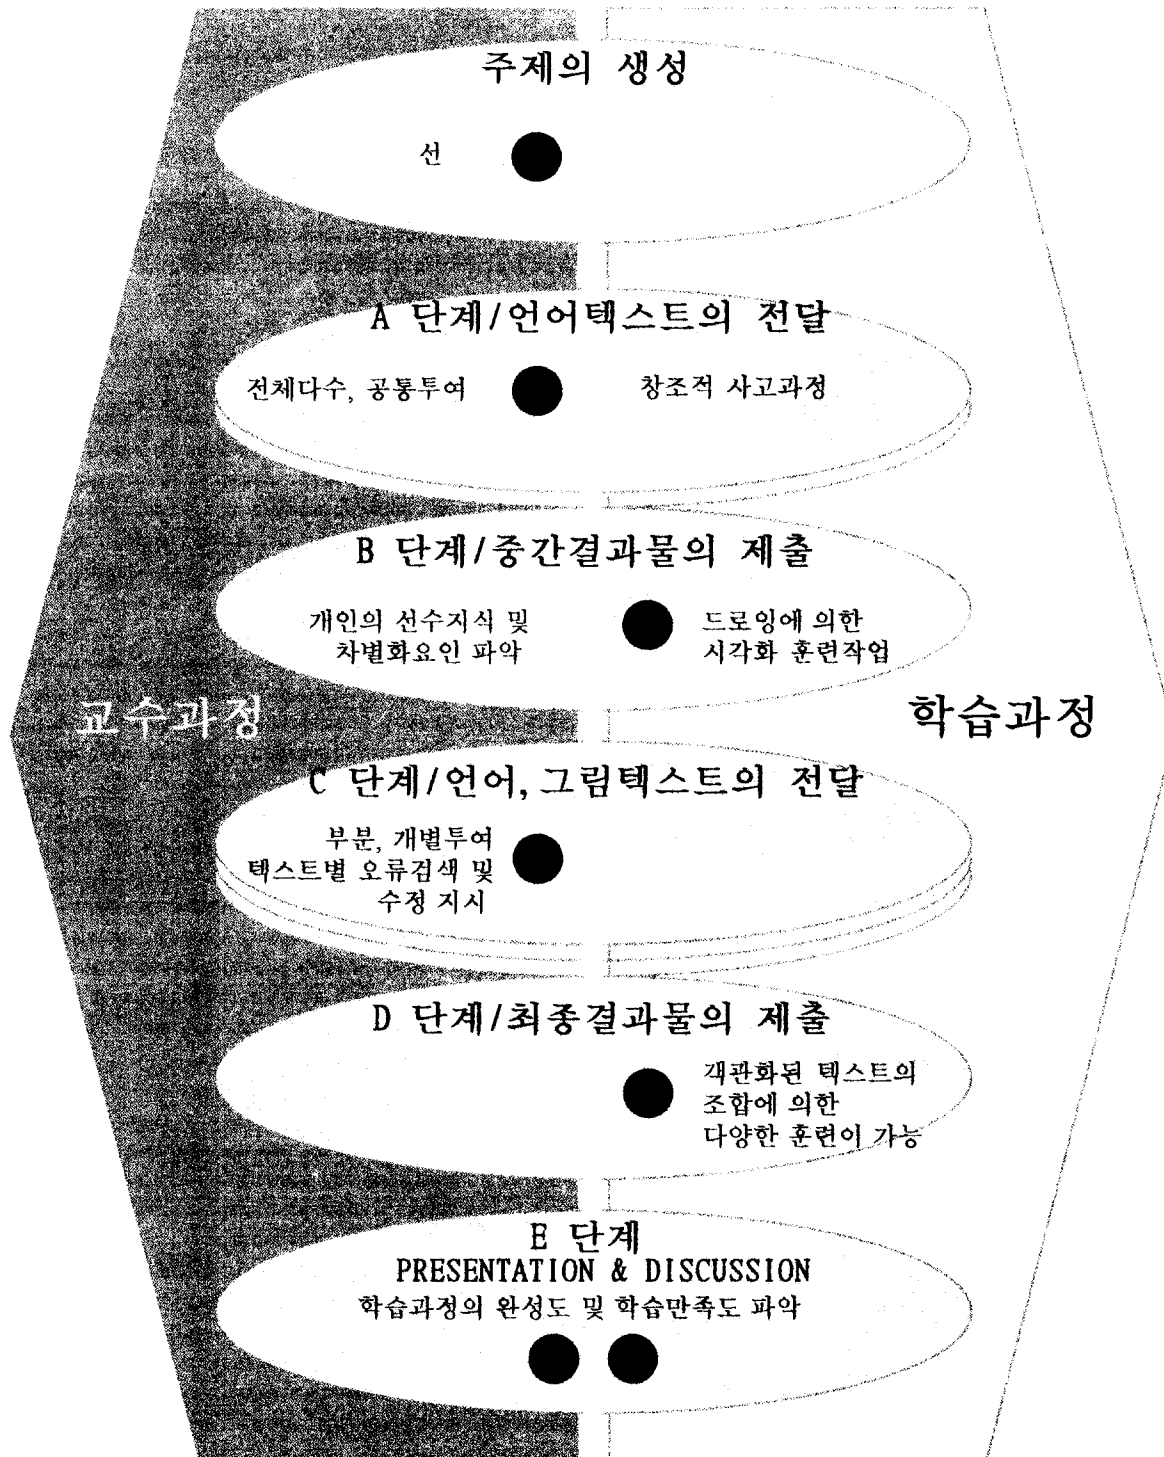 주제의 생성
선
A 단계/언어텍스트의 전달
전체다수, 공통투여
창조적 사고과정
B 단계/중간결과물의 제출
개인의 선수지식 및
차별화요인 파악
드로잉에 의한
시각화 훈련작업
교수과정
학습과정
C 단계/언어, 그림텍스트의 전달
부분, 개별투여
텍스트별 오류검색 및
수정 지시
D 단계/최종결과물의 제출
객관화된 텍스트의
조합에 의한
다양한 훈련이 가능
E 단계
PRESENTATION & DISCUSSION
학습과정의 완성도 및 학습만족도 파악